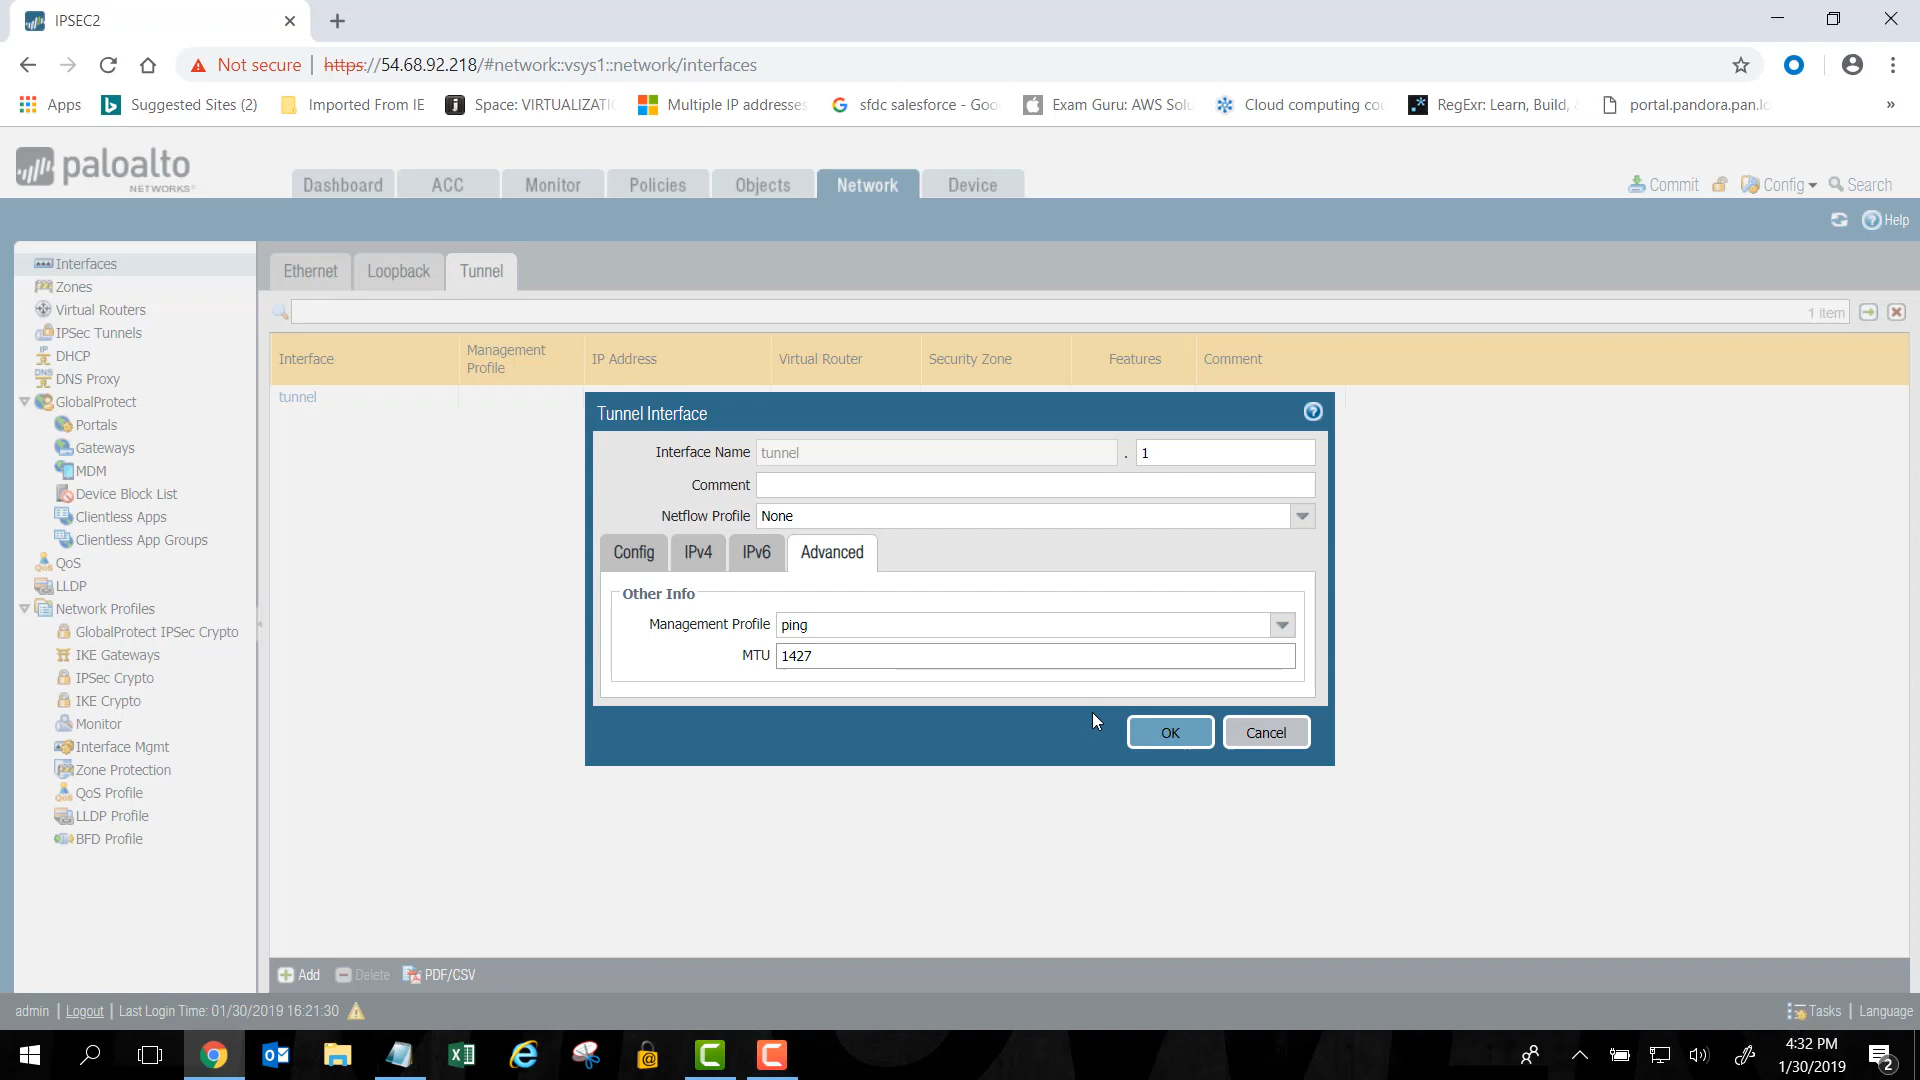 IPSEC2
Not secure | https://54.68.92.218/#network::vsys1::network/interfaces
Apps Suggested Sites (2) Imported From IE Space: VIRTUALIZATI Multiple IP addresses sfdc salesforce - Goo Exam Guru: AWS Solu Cloud computing co RegExr: Learn, Build, portal.pandora.pan.lo »
paloalto
NETWORKS
Dashboard ACC Monitor Policies Objects Network Device
Commit Config Search
Help
Interfaces
Zones
Virtual Routers
IPSec Tunnels
DHCP
DNS Proxy
GlobalProtect
Portals
Gateways
MDM
Device Block List
Clientless Apps
Clientless App Groups
QoS
LLDP
Network Profiles
GlobalProtect IPSec Crypto
IKE Gateways
IPSec Crypto
IKE Crypto
Monitor
Interface Mgmt
Zone Protection
QoS Profile
LLDP Profile
BFD Profile
Ethernet Loopback Tunnel
1 item
Interface Management Profile IP Address Virtual Router Security Zone Features Comment
tunnel
Tunnel Interface
Interface Name tunnel . 1
Comment
Netflow Profile None
Config IPv4 IPv6 Advanced
Other Info
Management Profile ping
MTU 1427
OK Cancel
Add Delete PDF/CSV
admin | Logout | Last Login Time: 01/30/2019 16:21:30
Tasks | Language
4:32 PM
1/30/2019
2